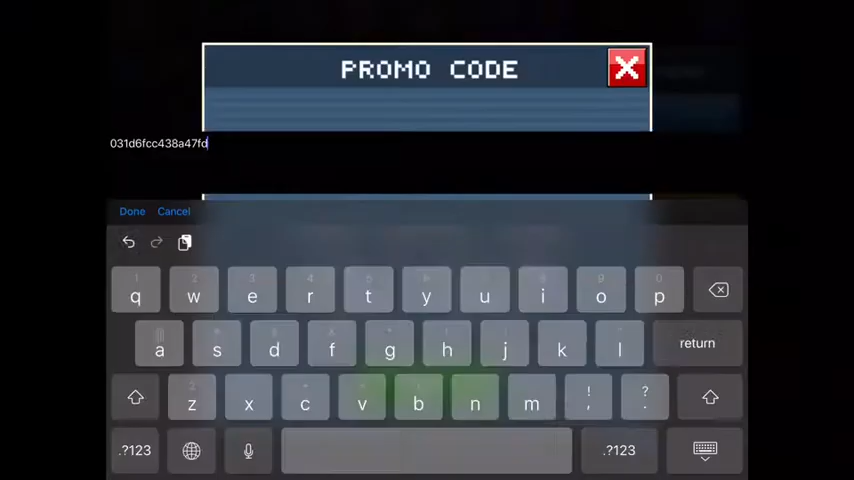 PROMO CODE
031d6fcc438a47fd
Done Cancel
q w e r t y u i o p
a s d f g h j k l return
z x c v b n m ! , ? .
.?123 .?123